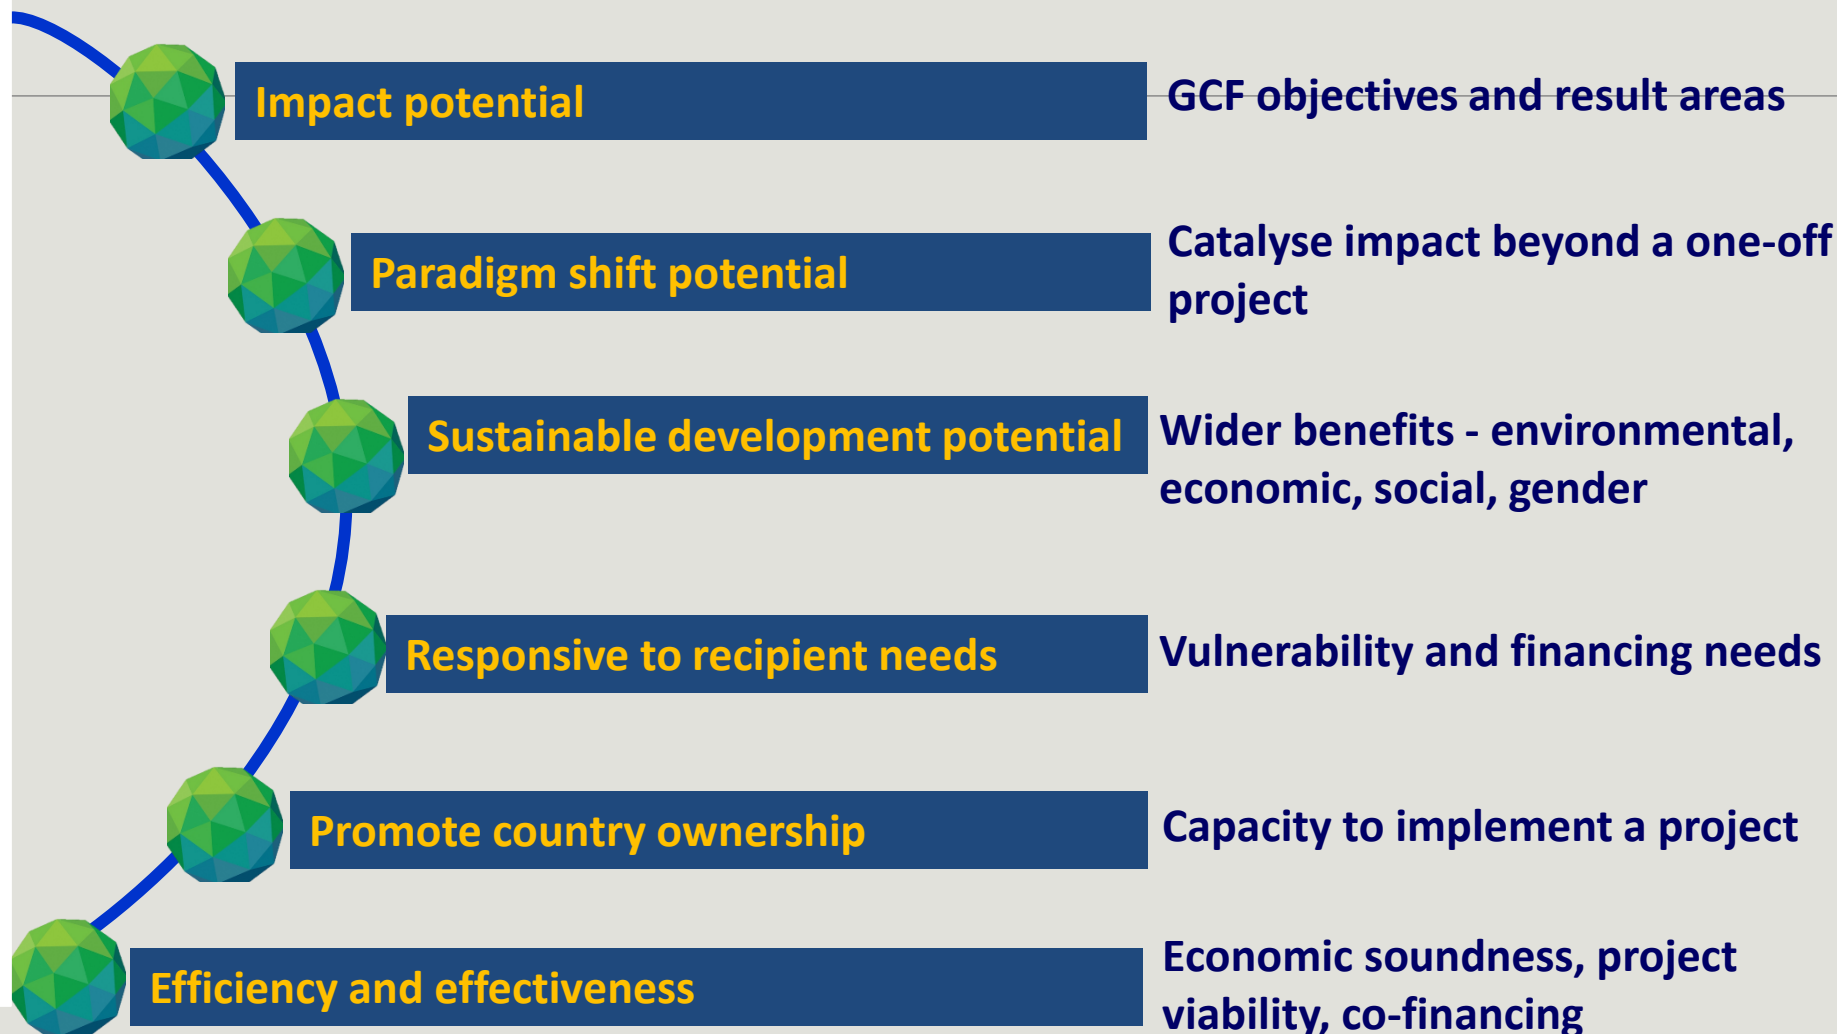 Impact potential
GCF objectives and result areas
Paradigm shift potential
Catalyse impact beyond a one-off
project
Sustainable development potential
Wider benefits - environmental,
economic, social, gender
Responsive to recipient needs
Vulnerability and financing needs
Promote country ownership
Capacity to implement a project
Efficiency and effectiveness
Economic soundness, project
viability, co-financing